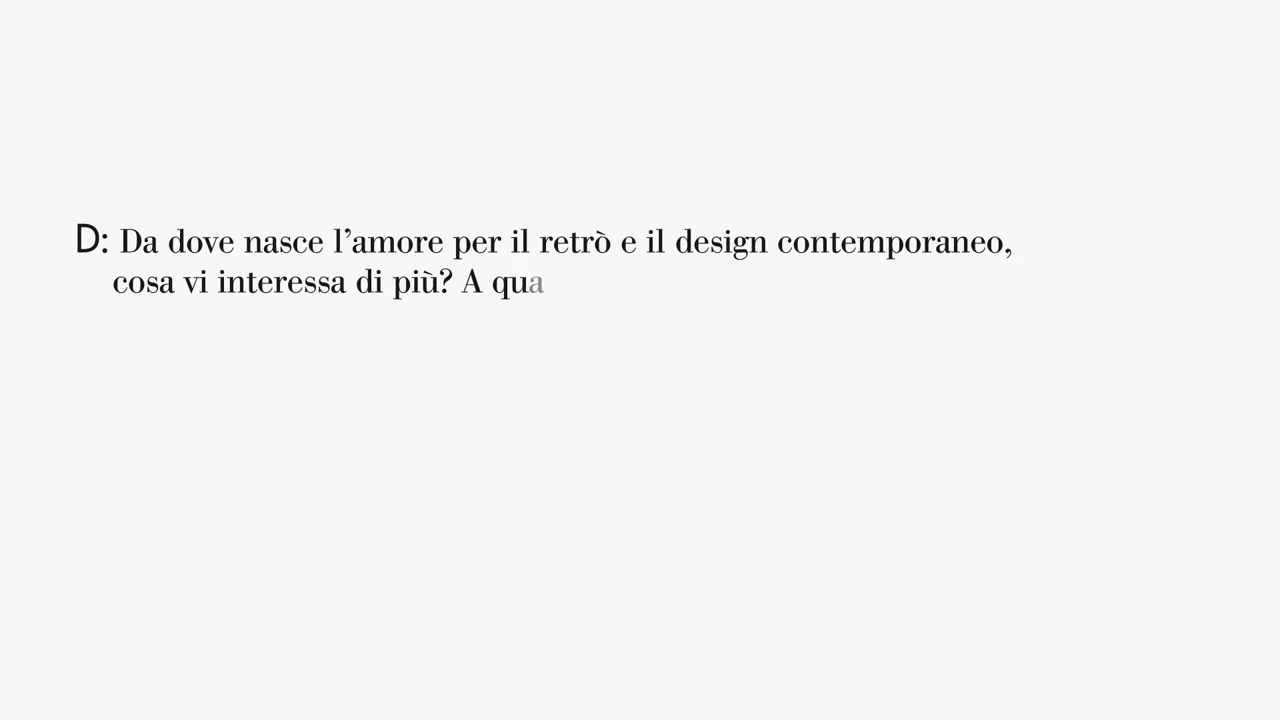 D: Da dove nasce l’amore per il retrò e il design contemporaneo,
cosa vi interessa di più? A qua